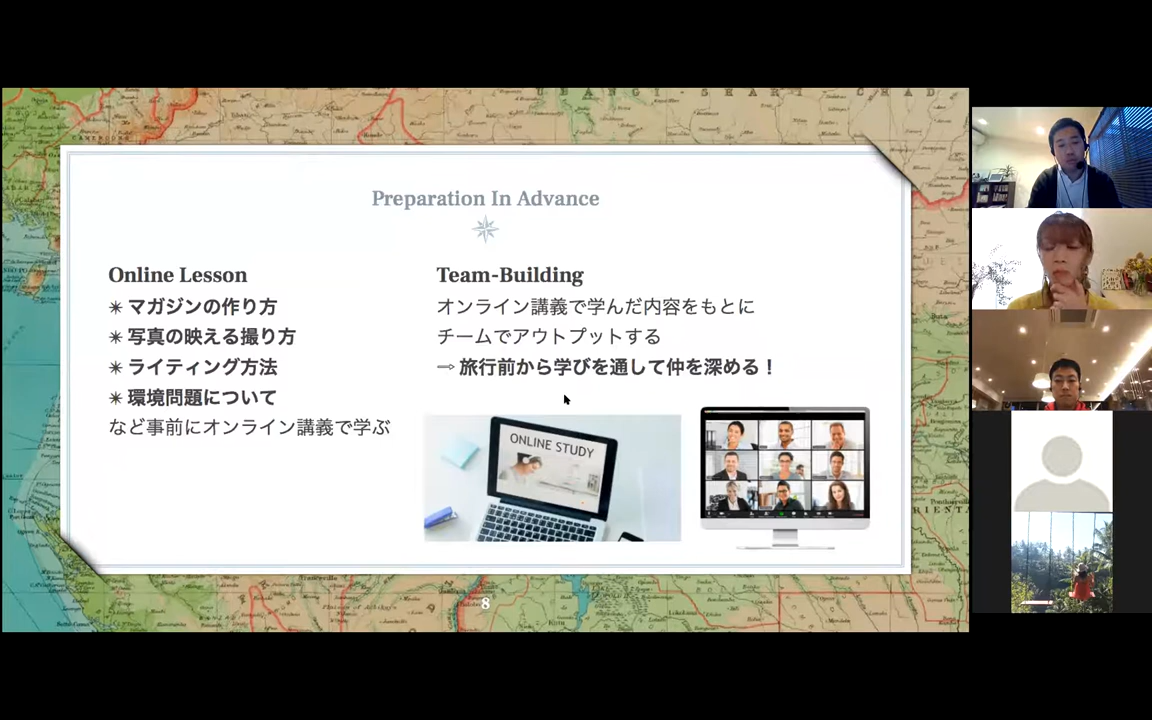 UBANGI-SHARI CHAD
Preparation In Advance
Online Lesson
✴ マガジンの作り方
✴ 写真の映える撮り方
✴ ライティング方法
✴ 環境問題について
など事前にオンライン講義で学ぶ
Team-Building
オンライン講義で学んだ内容をもとに
チームでアウトプットする
⇨ 旅行前から学びを通して仲を深める！
ONLINE STUDY
8